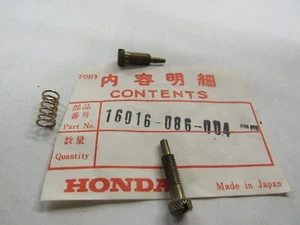 内容明細
CONTENTS
部品
番号
Part No.
16016-086-004
数量
Quantity
HONDA
Made in Japan